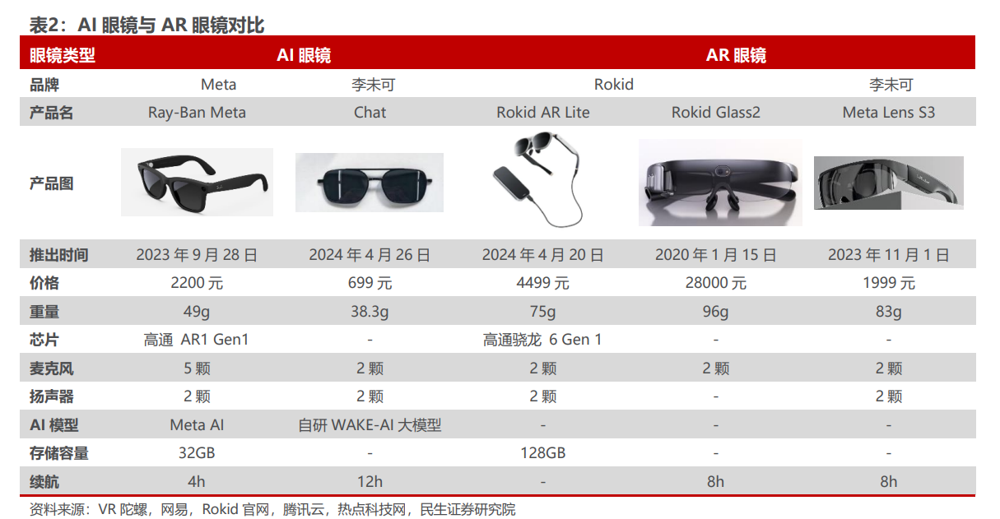 表2：AI 眼镜与 AR 眼镜对比
眼镜类型 AI 眼镜 AR 眼镜
品牌 Meta 李未可 Rokid 李未可
产品名 Ray-Ban Meta Chat Rokid AR Lite Rokid Glass2 Meta Lens S3
产品图
推出时间 2023 年 9 月 28 日 2024 年 4 月 26 日 2024 年 4 月 20 日 2020 年 1 月 15 日 2023 年 11 月 1 日
价格 2200 元 699 元 4499 元 28000 元 1999 元
重量 49g 38.3g 75g 96g 83g
芯片 高通 AR1 Gen1 - 高通骁龙 6 Gen 1 - -
麦克风 5 颗 2 颗 2 颗 2 颗 2 颗
扬声器 2 颗 2 颗 2 颗 - 2 颗
AI 模型 Meta AI 自研 WAKE-AI 大模型 - - -
存储容量 32GB - 128GB - -
续航 4h 12h - 8h 8h
资料来源：VR 陀螺，网易，Rokid 官网，腾讯云，热点科技网，民生证券研究院